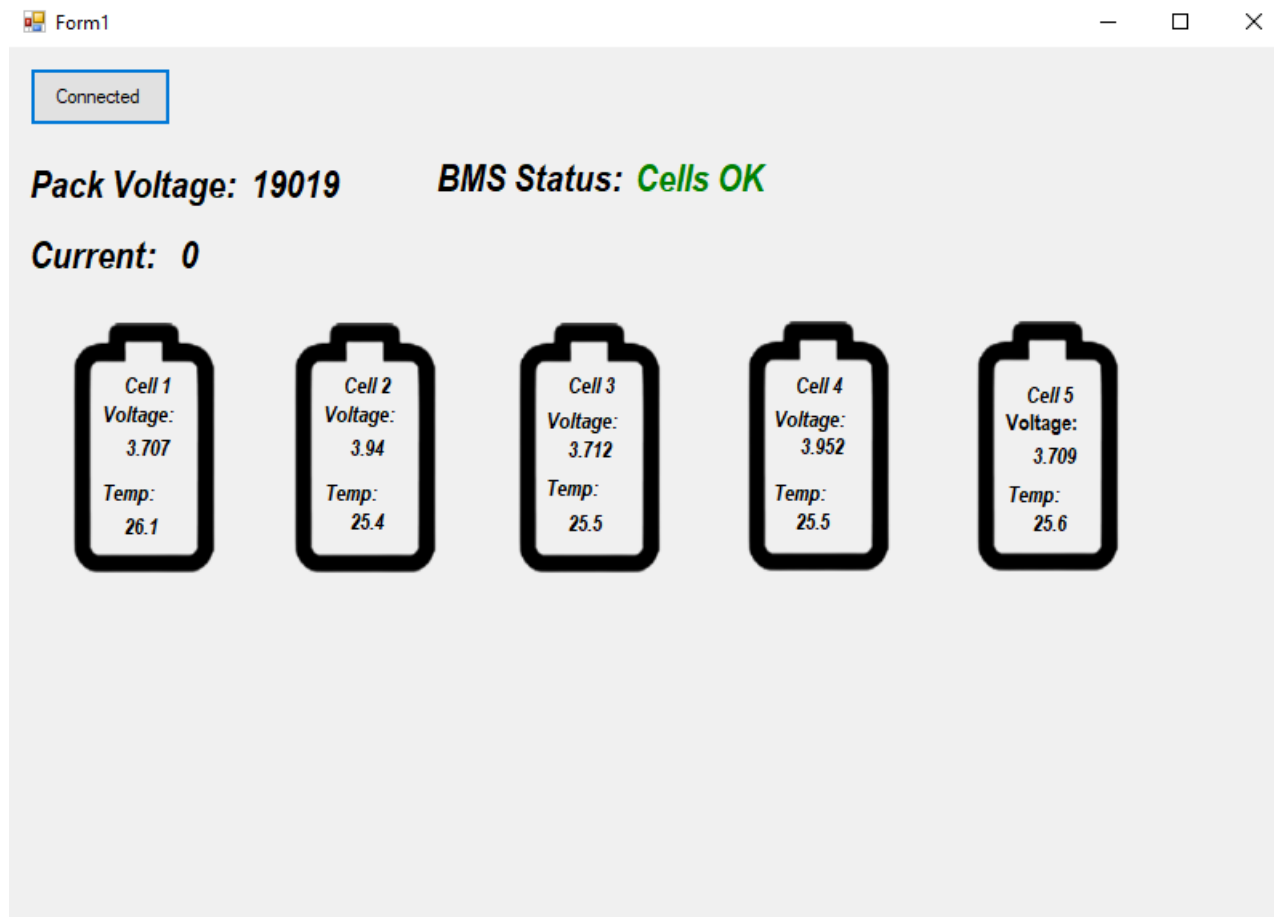 Form1
Connected
Pack Voltage: 19019
BMS Status: Cells OK
Current: 0
Cell 1
Voltage:
3.707
Temp:
26.1
Cell 2
Voltage:
3.94
Temp:
25.4
Cell 3
Voltage:
3.712
Temp:
25.5
Cell 4
Voltage:
3.952
Temp:
25.5
Cell 5
Voltage:
3.709
Temp:
25.6